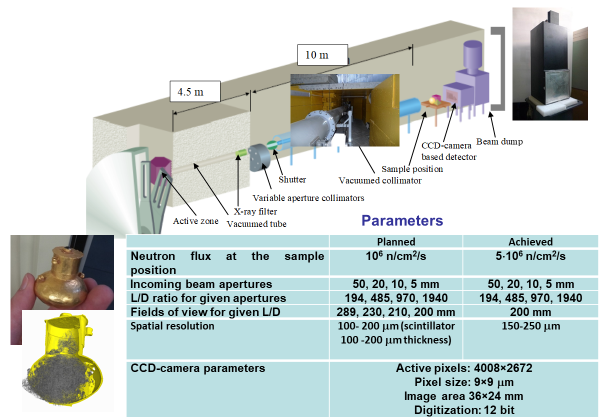 10 m
4.5 m
Beam dump
CCD-camera
based detector
Sample position
Vacuumed collimator
Shutter
Variable aperture collimators
X-ray filter
Vacuumed tube
Active zone
Parameters
Planned Achieved
Neutron flux at the sample position 10⁶ n/cm²/s 5·10⁶ n/cm²/s
Incoming beam apertures 50, 20, 10, 5 mm 50, 20, 10, 5 mm
L/D ratio for given apertures 194, 485, 970, 1940 194, 485, 970, 1940
Fields of view for given L/D 289, 230, 210, 200 mm 200 mm
Spatial resolution 100- 200 μm (scintillator 150-250 μm
100 -200 μm thickness)
CCD-camera parameters Active pixels: 4008×2672
Pixel size: 9×9 μm
Image area 36×24 mm
Digitization: 12 bit